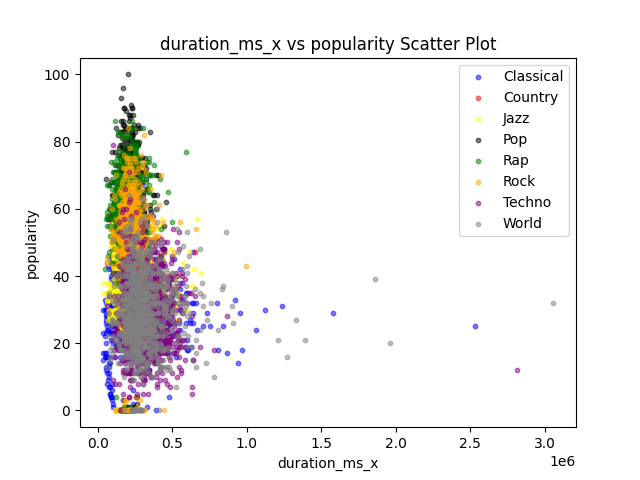 duration_ms_x vs popularity Scatter Plot
100
80
60
40
20
0
popularity
Classical
Country
Jazz
Pop
Rap
Rock
Techno
World
0.0 0.5 1.0 1.5 2.0 2.5 3.0
1e6
duration_ms_x